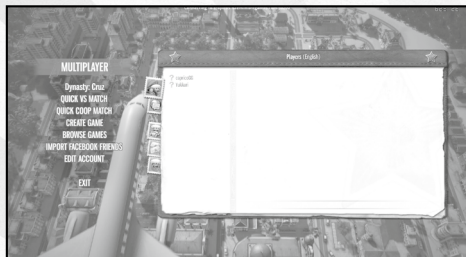 MULTIPLAYER
Dynasty: Cruz
QUICK VS MATCH
QUICK COOP MATCH
CREATE GAME
BROWSE GAMES
IMPORT FACEBOOK FRIENDS
EDIT ACCOUNT
EXIT
Players (English)